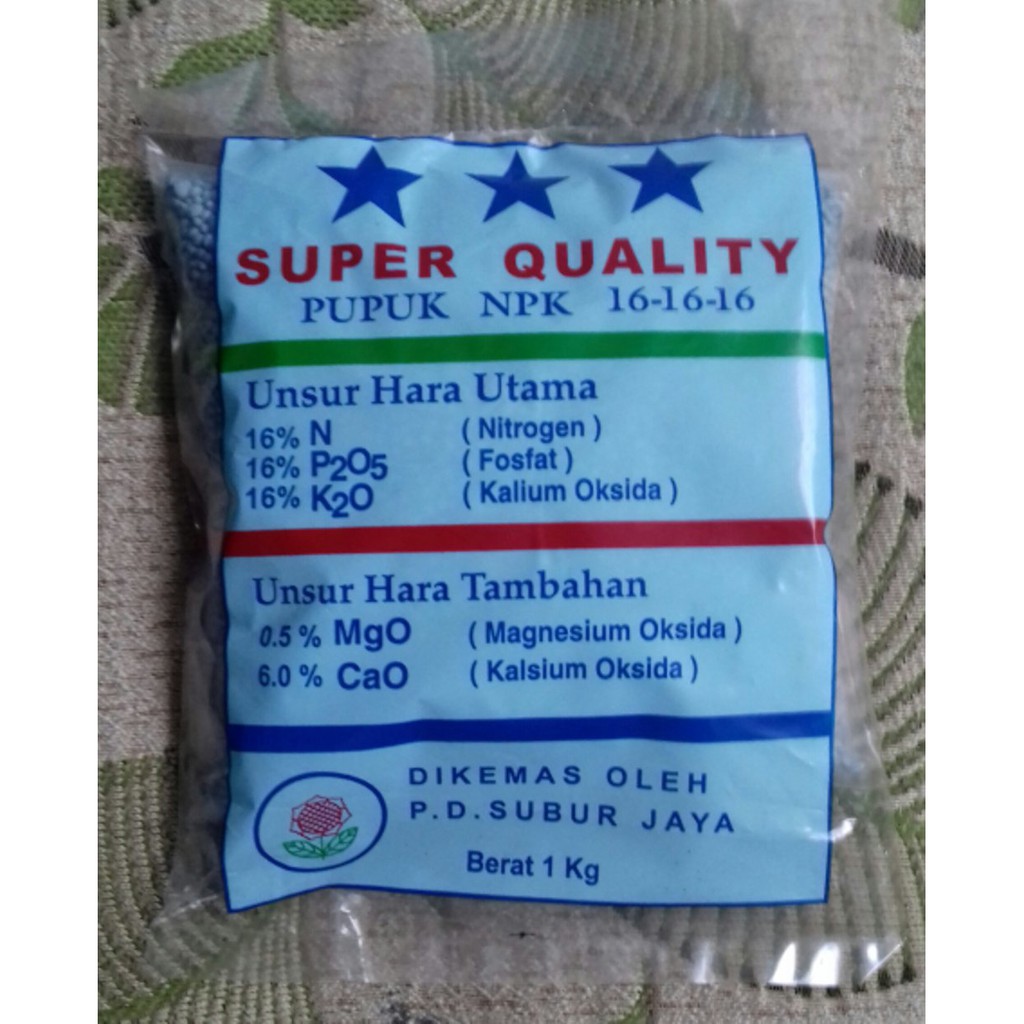 SUPER QUALITY
PUPUK NPK 16-16-16
Unsur Hara Utama
16% N ( Nitrogen )
16% P2O5 ( Fosfat )
16% K2O ( Kalium Oksida )
Unsur Hara Tambahan
0.5 % MgO ( Magnesium Oksida )
6.0 % CaO ( Kalsium Oksida )
DIKEMAS OLEH
P.D.SUBUR JAYA
Berat 1 Kg